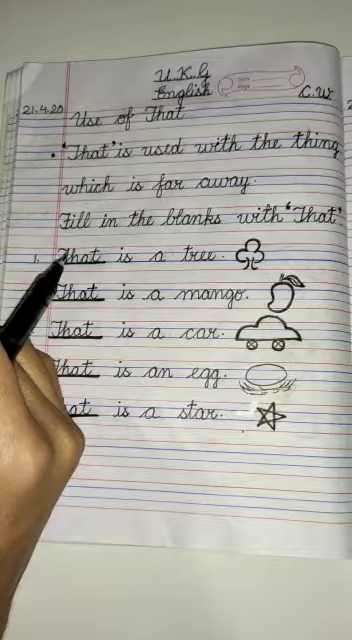 U.K.G
English
C.W
21.4.20
Use of That
• "That" is used with the thing
which is far away.
Fill in the blanks with "That"
1. That is a tree.
That is a mango.
That is a car.
That is an egg.
hat is a star.